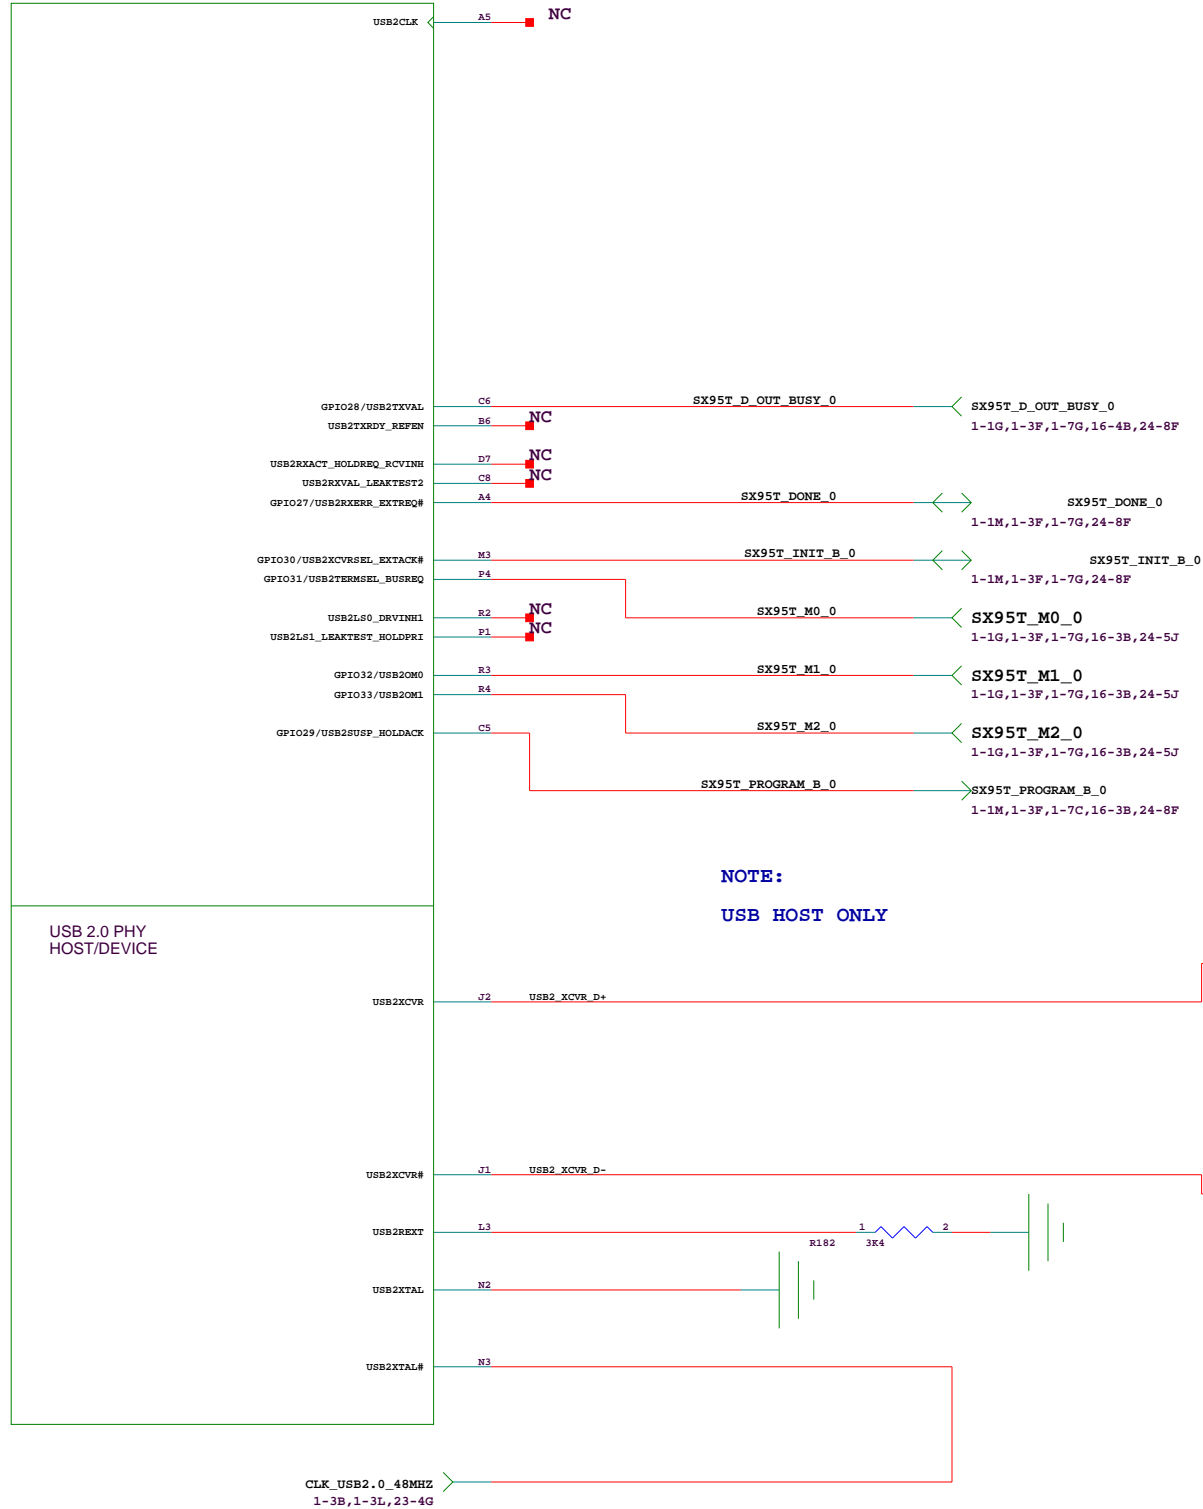 USB2CLK A5 NC
GPIO28/USB2TXVAL C6 SX95T_D_OUT_BUSY_0 SX95T_D_OUT_BUSY_0
USB2TXRDY_REFEN B6 NC
1-1G,1-3F,1-7G,16-4B,24-8F
USB2RXACT_HOLDREQ_RCVINH D7 NC
USB2RXVAL_LEAKTEST2 C8 NC
GPIO27/USB2RXERR_EXTREQ# A4 SX95T_DONE_0 SX95T_DONE_0
1-1M,1-3F,1-7G,24-8F
GPIO30/USB2XCVRSEL_EXTACK# M3 SX95T_INIT_B_0 SX95T_INIT_B_0
GPIO31/USB2TERMSEL_BUSREQ P4
1-1M,1-3F,1-7G,24-8F
USB2LS0_DRVINH1 R2 NC SX95T_M0_0 SX95T_M0_0
USB2LS1_LEAKTEST_HOLDPRI P1 NC
1-1G,1-3F,1-7G,16-3B,24-5J
GPIO32/USB2OM0 R3 SX95T_M1_0 SX95T_M1_0
GPIO33/USB2OM1 R4
1-1G,1-3F,1-7G,16-3B,24-5J
GPIO29/USB2SUSP_HOLDACK C5 SX95T_M2_0 SX95T_M2_0
1-1G,1-3F,1-7G,16-3B,24-5J
SX95T_PROGRAM_B_0 SX95T_PROGRAM_B_0
1-1M,1-3F,1-7C,16-3B,24-8F
NOTE:
USB HOST ONLY
USB 2.0 PHY
HOST/DEVICE
USB2XCVR J2 USB2_XCVR_D+
USB2XCVR# J1 USB2_XCVR_D-
USB2REXT L3 1 2
R182 3K4
USB2XTAL N2
USB2XTAL# N3
CLK_USB2.0_48MHZ
1-3B,1-3L,23-4G